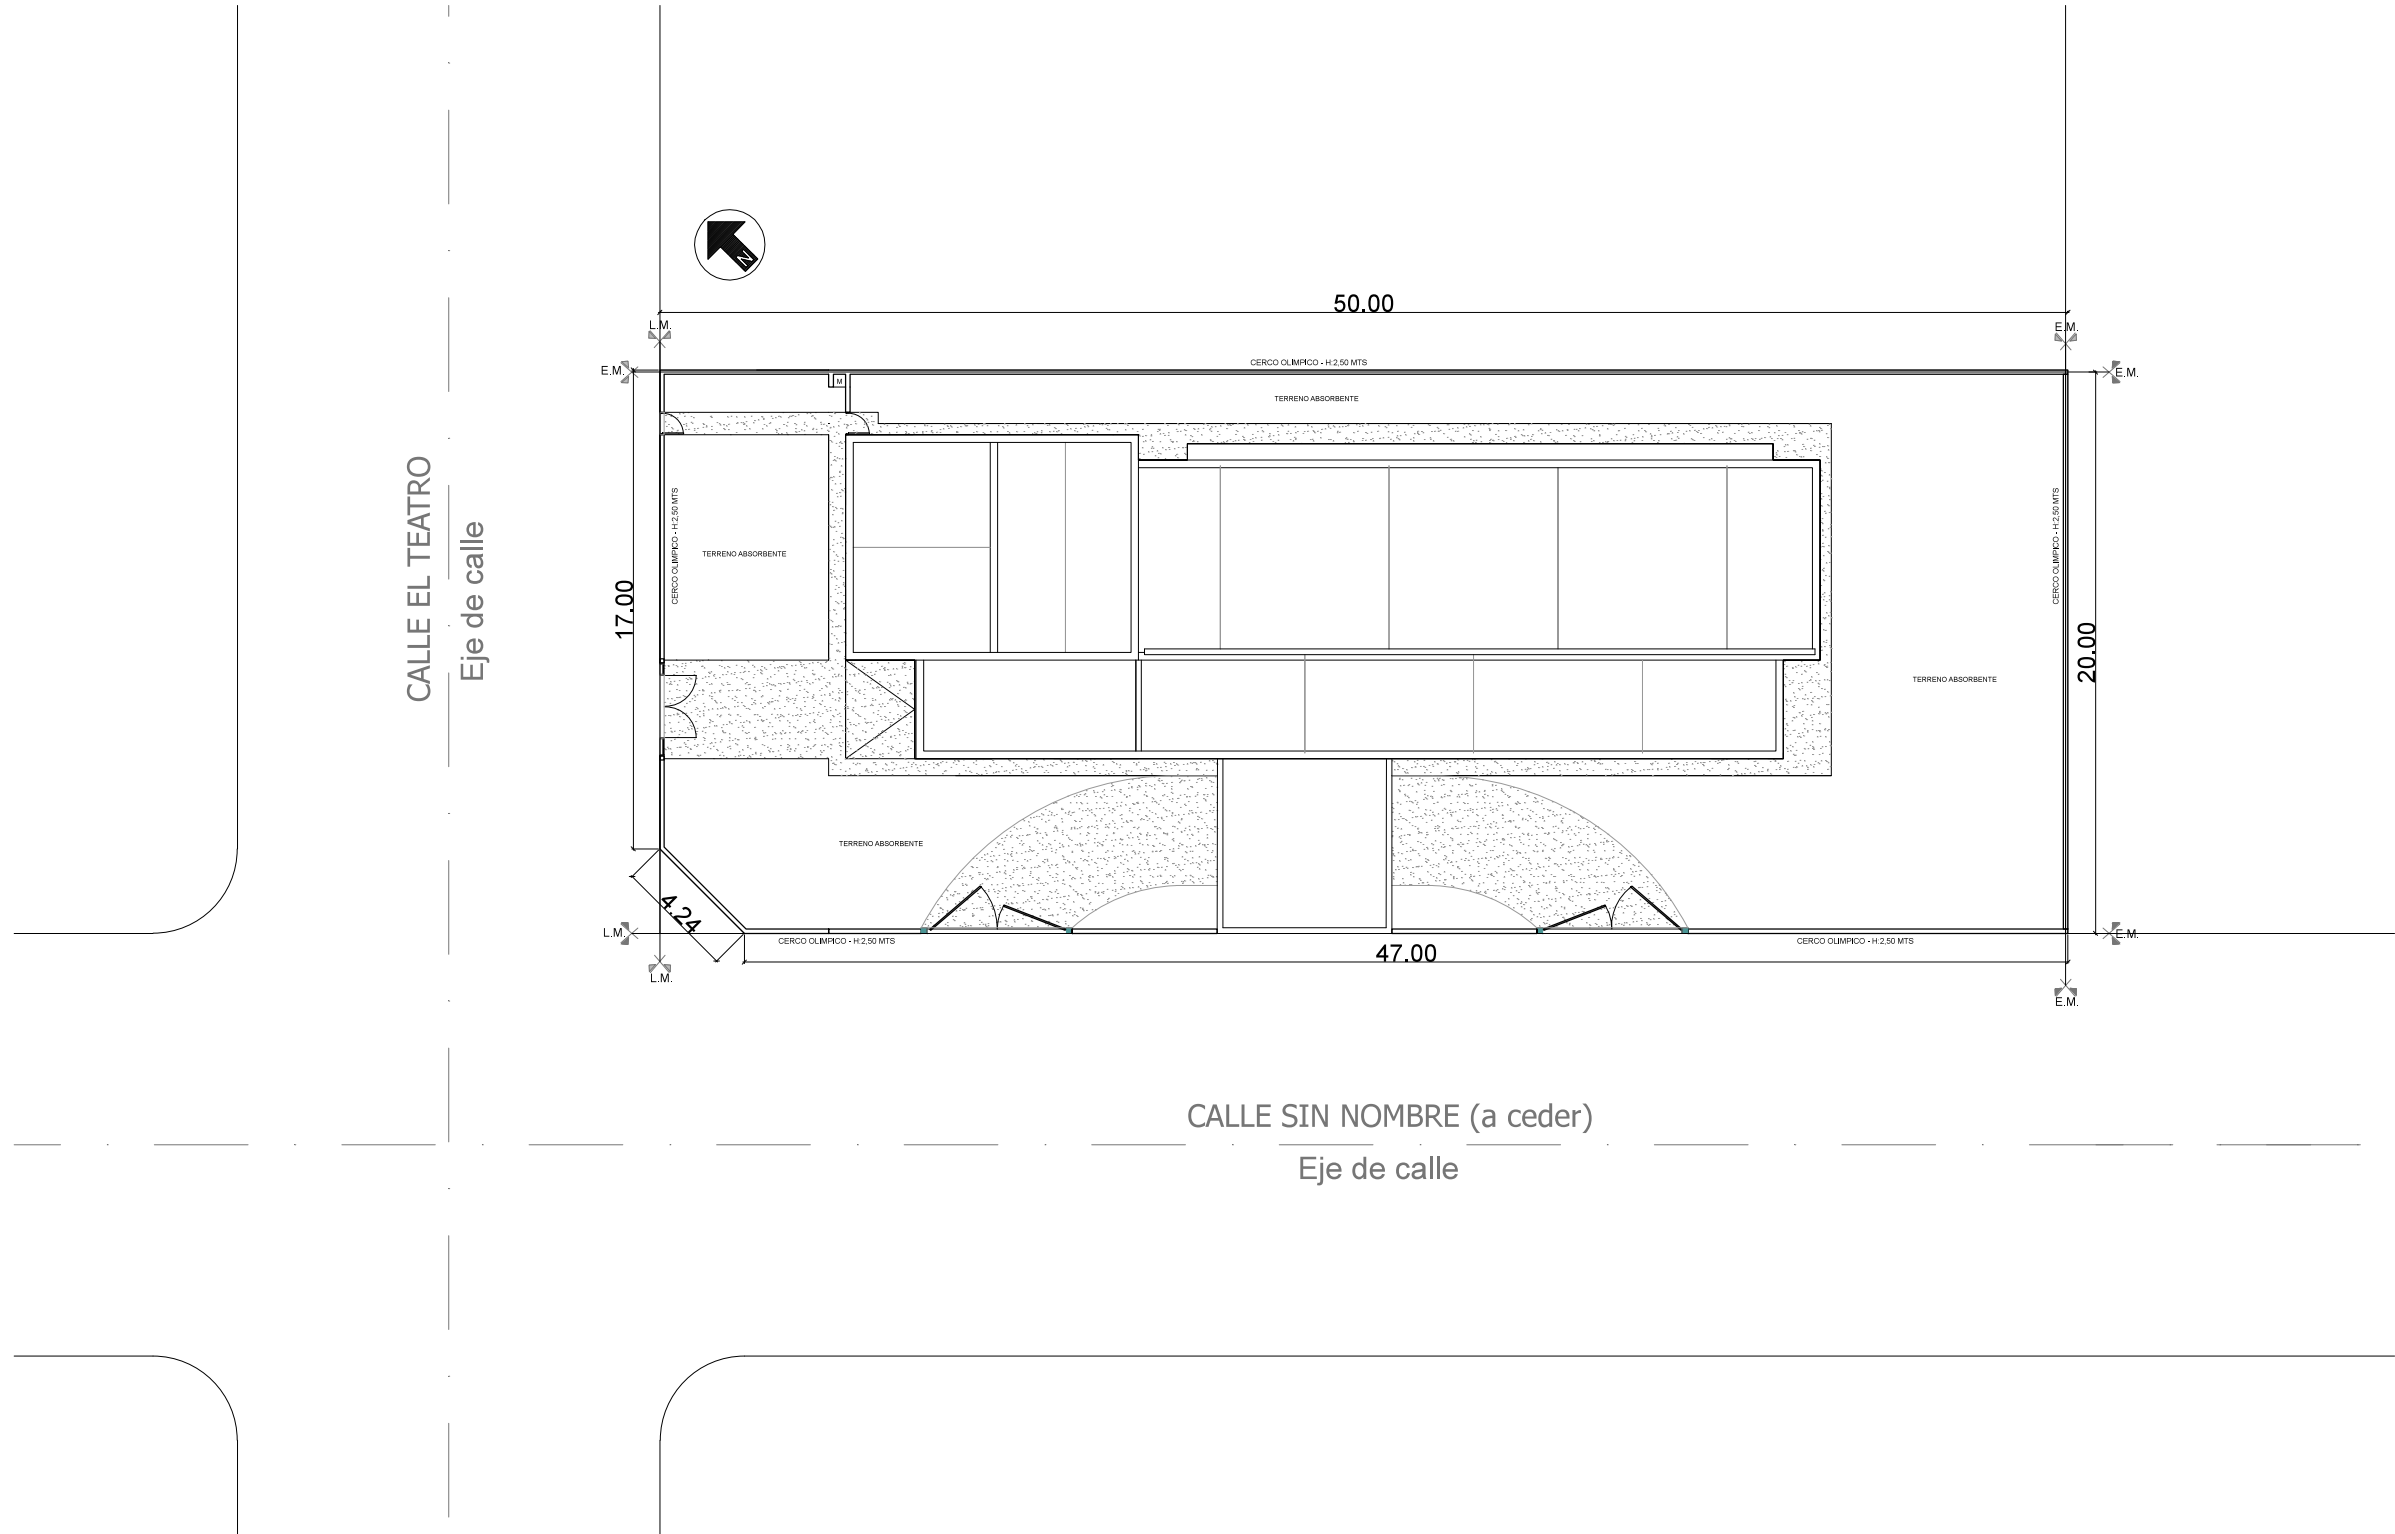 N
50.00
L.M.
E.M.
CERCO OLIMPICO - H:2,50 MTS
E.M.
E.M.
M
TERRENO ABSORBENTE
CALLE EL TEATRO
Eje de calle
17.00
CERCO OLIMPICO - H:2,50 MTS
TERRENO ABSORBENTE
CERCO OLIMPICO - H:2,50 MTS
20.00
TERRENO ABSORBENTE
TERRENO ABSORBENTE
4.24
L.M.
CERCO OLIMPICO - H:2,50 MTS
CERCO OLIMPICO - H:2,50 MTS
E.M.
47.00
L.M.
E.M.
CALLE SIN NOMBRE (a ceder)
Eje de calle